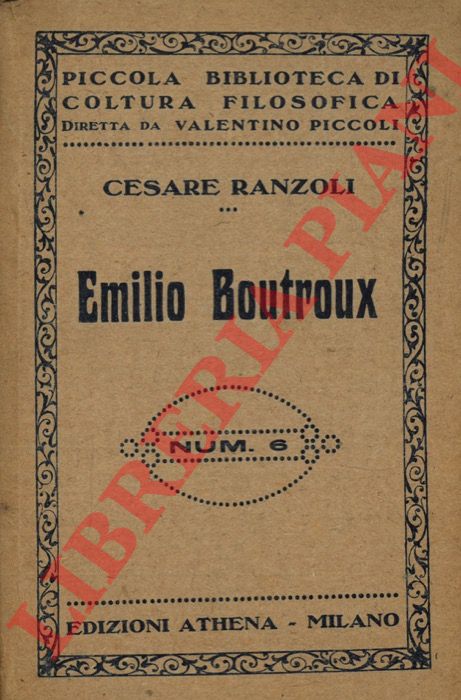 PICCOLA BIBLIOTECA DI
COLTURA FILOSOFICA
DIRETTA DA VALENTINO PICCOLI
CESARE RANZOLI
Emilio Boutroux
NUM. 6
EDIZIONI ATHENA - MILANO
LIBRERIA PIANI